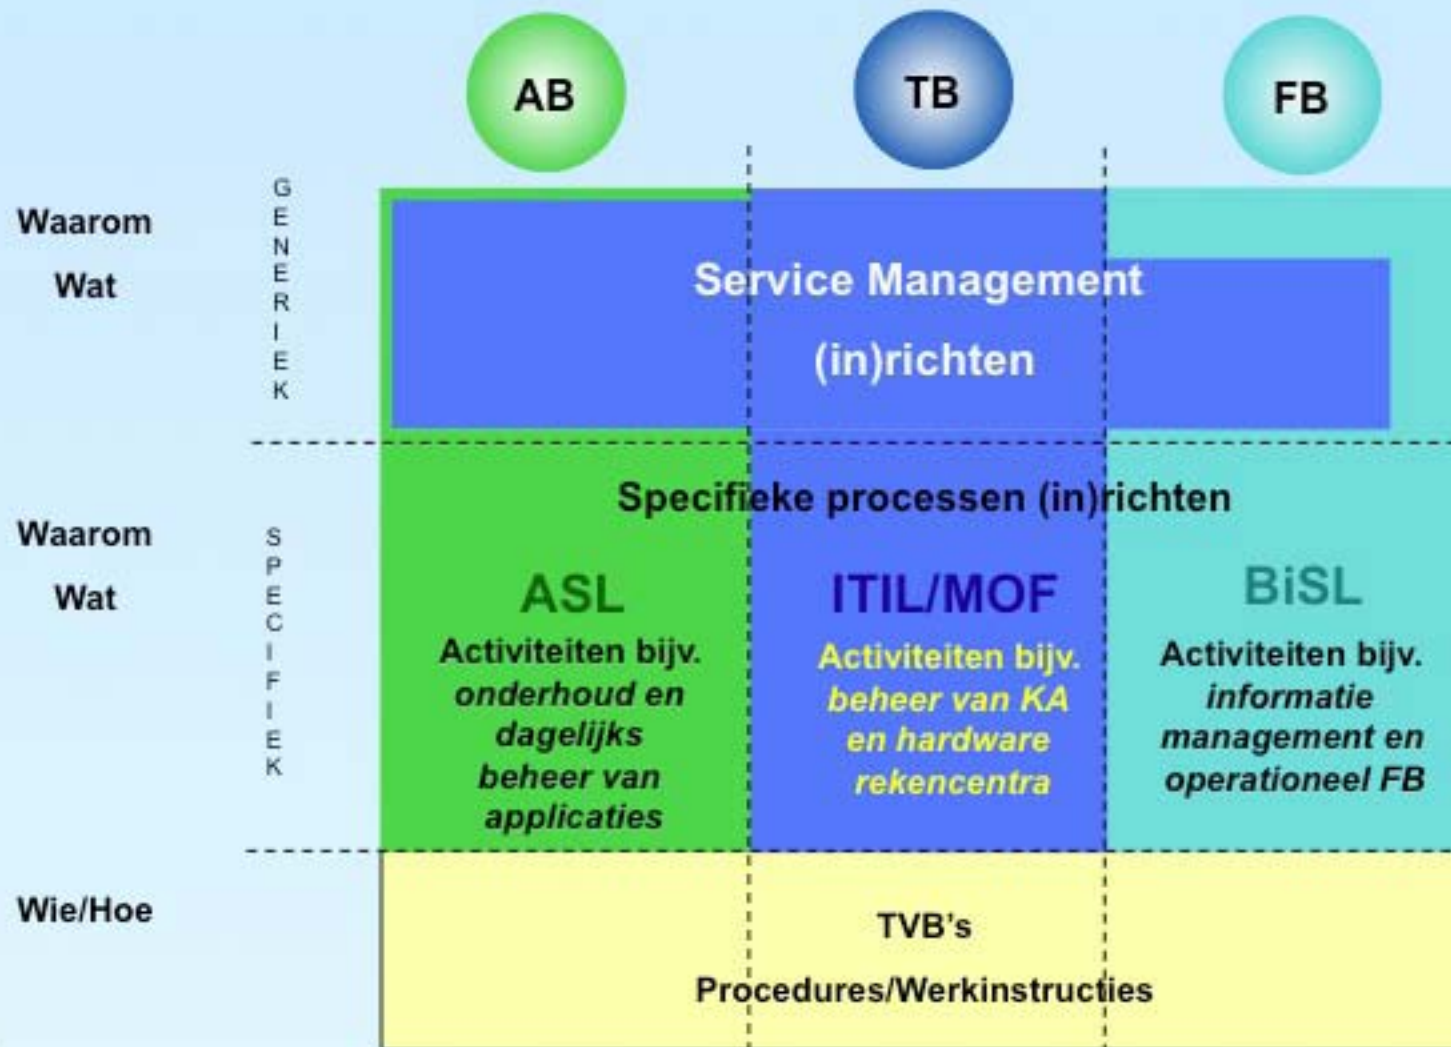 AB
TB
FB
Waarom
Wat
GENERIEK
Service Management
(in)richten
Waarom
Wat
SPECIFIEK
Specifieke processen (in)richten
ASL
Activiteiten bijv.
onderhoud en
dagelijks
beheer van
applicaties
ITIL/MOF
Activiteiten bijv.
beheer van KA
en hardware
rekencentra
BiSL
Activiteiten bijv.
informatie
management en
operationeel FB
Wie/Hoe
TVB's
Procedures/Werkinstructies